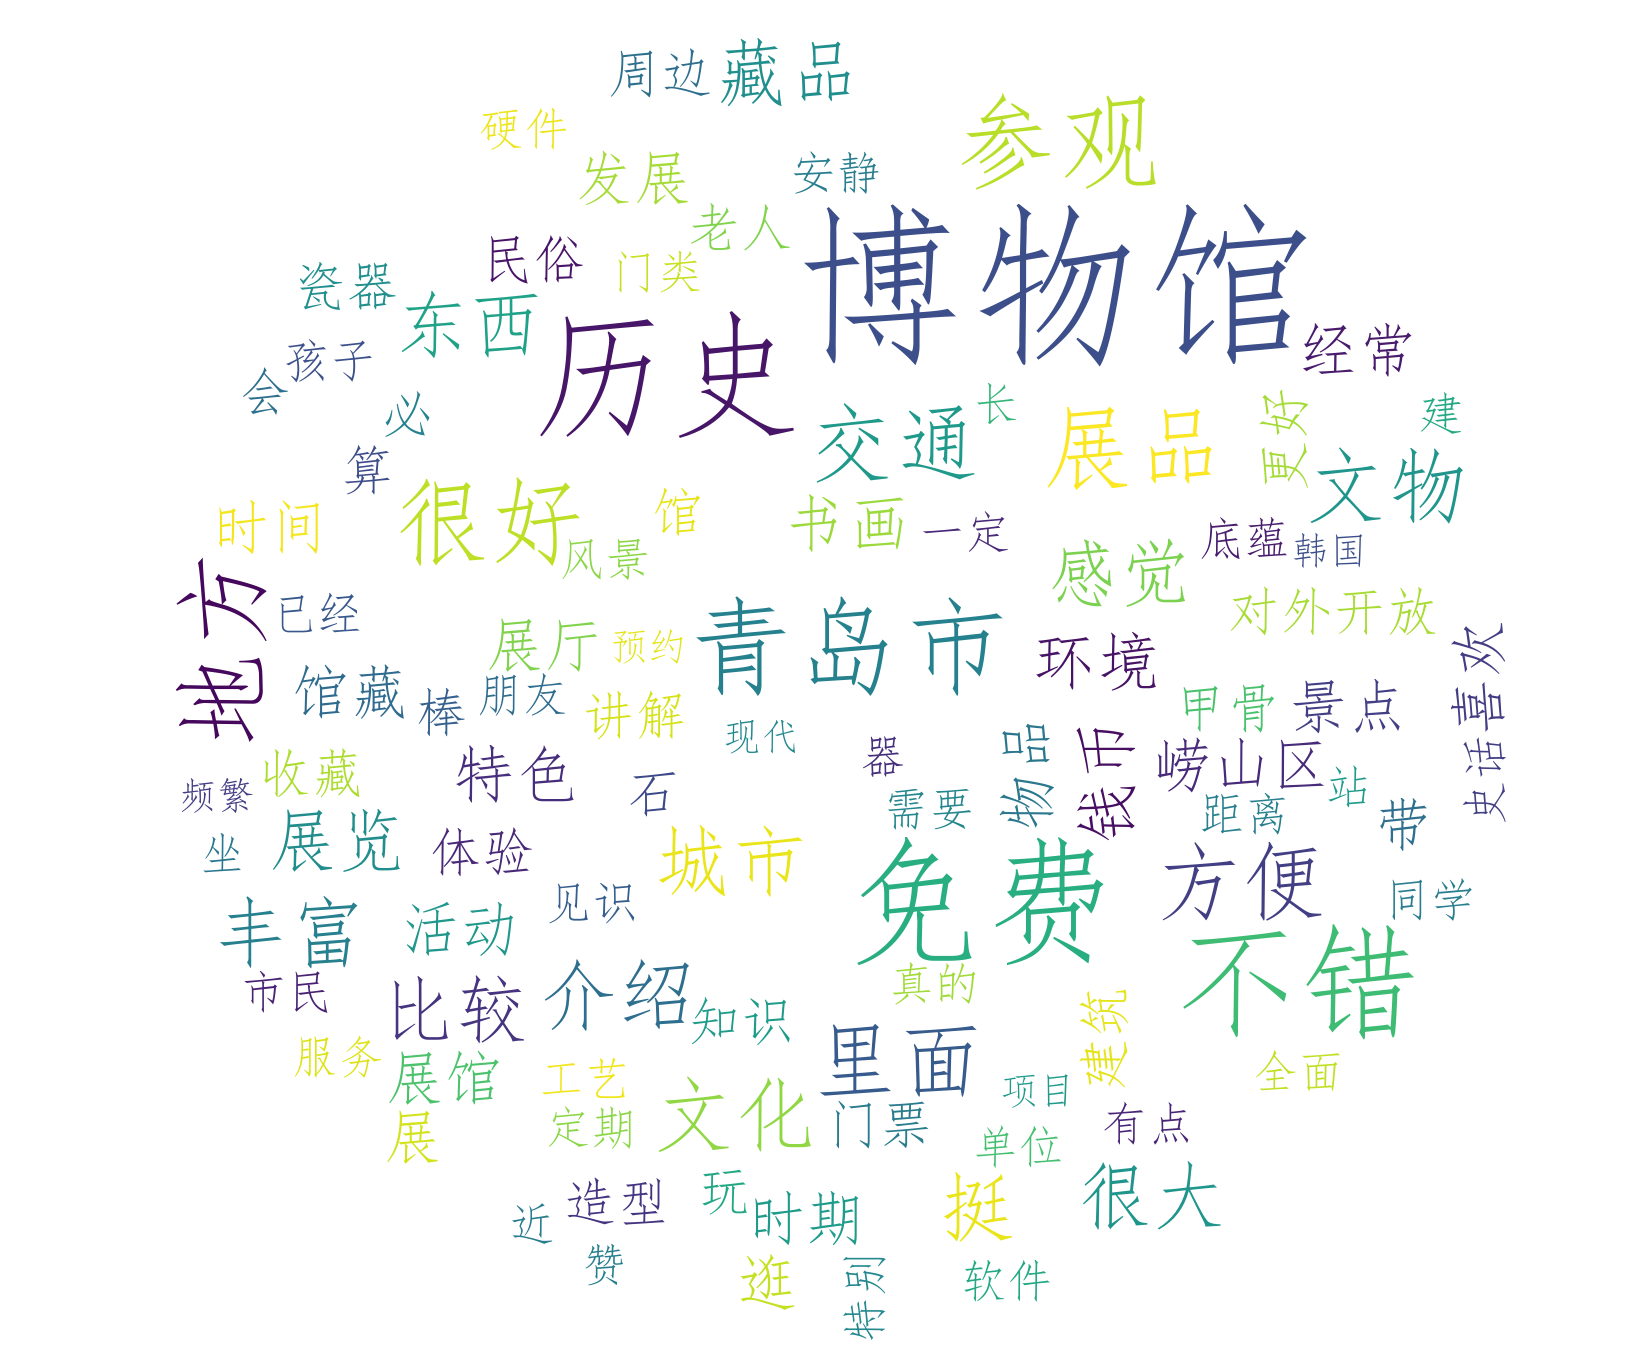 周边
藏品
硬件
参观
发展
安静
老人
博物馆
民俗
门类
瓷器
东西
历史
经常
孩子
会
必
长
交通
展品
更好
建
算
文物
很好
时间
馆
书画
一定
底蕴
韩国
风景
感觉
地方
已经
对外开放
青岛市
展厅
预约
环境
喜欢
馆藏
棒
朋友
讲解
甲骨
景点
现代
器
物品
钱币
崂山区
史话
收藏
频繁
特色
石
站
需要
距离
带
坐
展览
体验
城市
免费
方便
见识
同学
丰富
活动
不错
市民
比较
介绍
知识
真的
里面
建筑
服务
展馆
工艺
全面
项目
展
定期
文化
门票
有点
单位
近
造型
玩
时期
挺
很大
赞
逛
特别
软件